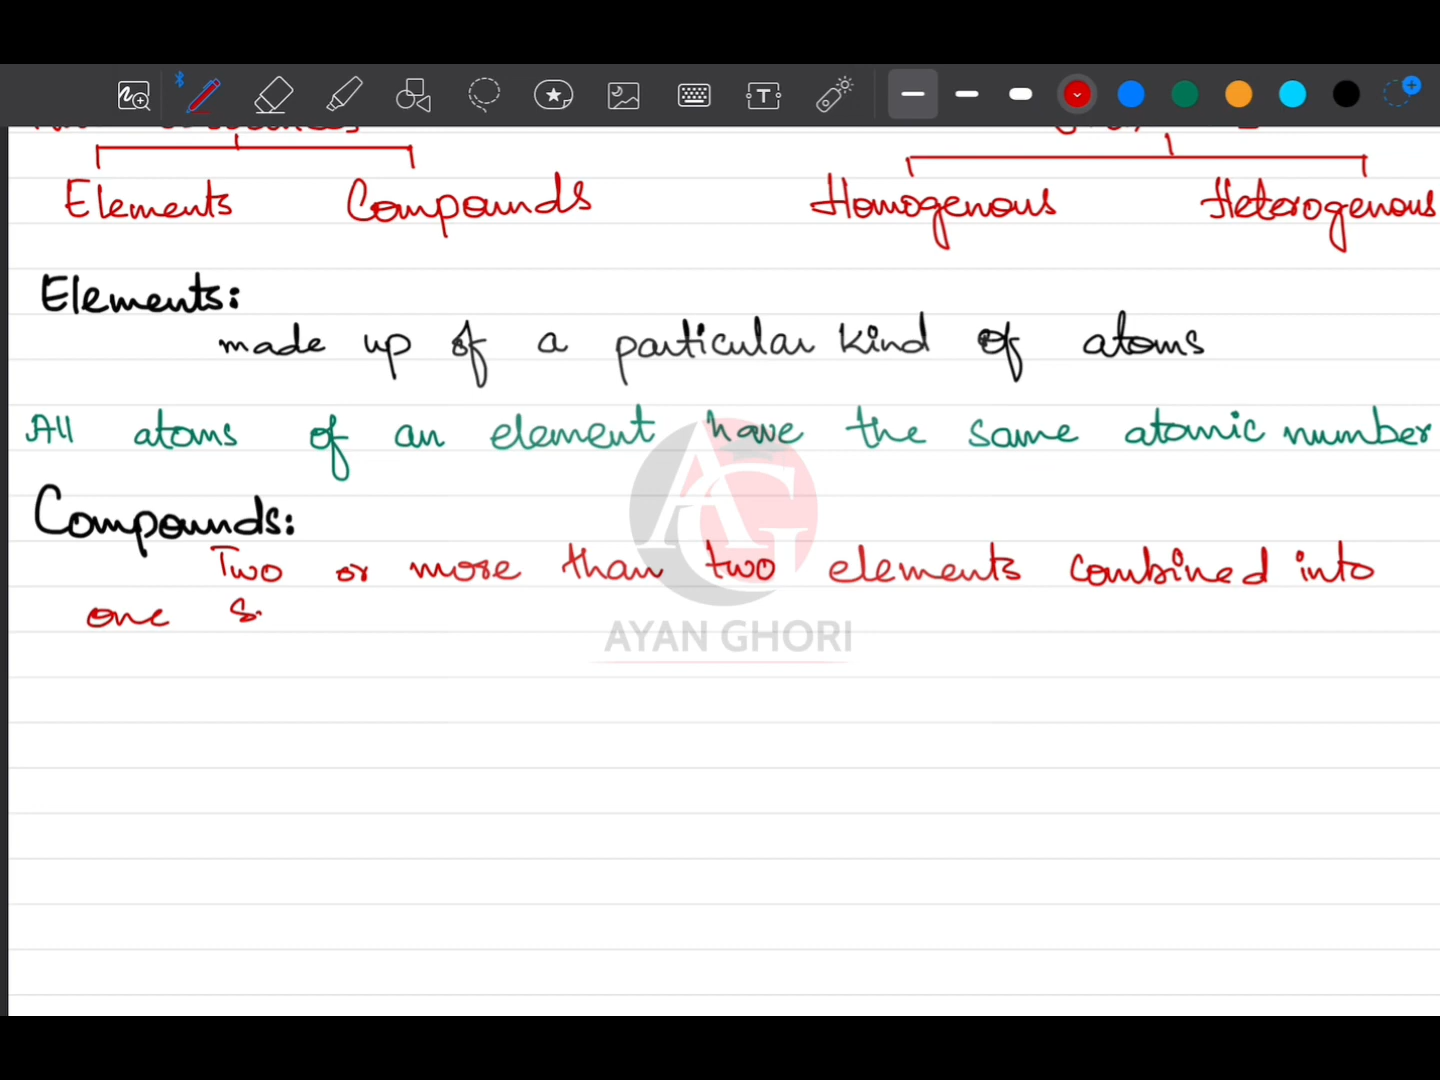 Elements Compounds Homogenous Heterogenous
Elements:
made up of a particular kind of atoms
All atoms of an element have the same atomic number
Compounds:
Two or more than two elements combined into
one s
AYAN GHORI